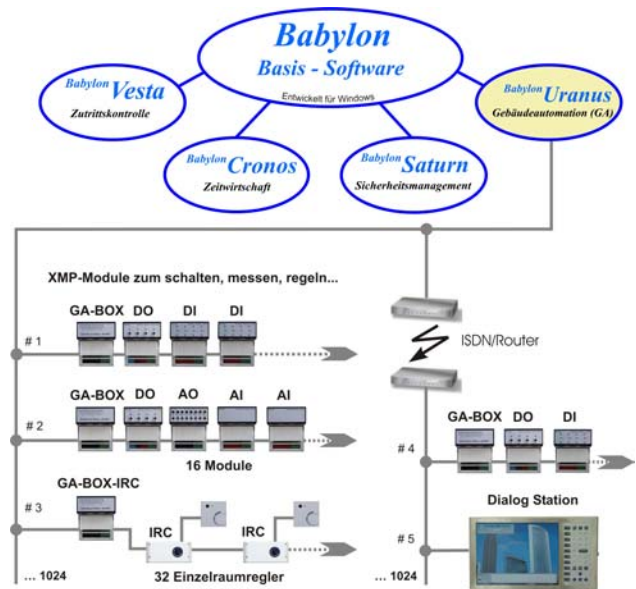 Babylon
Basis - Software
Entwickelt für Windows
Babylon Vesta
Zutrittskontrolle
Babylon Uranus
Gebäudeautomation (GA)
Babylon Cronos
Zeitwirtschaft
Babylon Saturn
Sicherheitsmanagement
XMP-Module zum schalten, messen, regeln...
GA-BOX DO DI DI
# 1
ISDN/Router
GA-BOX DO AO AI AI
# 2
16 Module
GA-BOX DO DI
# 4
GA-BOX-IRC
# 3
IRC IRC
32 Einzelraumregler
... 1024
Dialog Station
# 5
... 1024